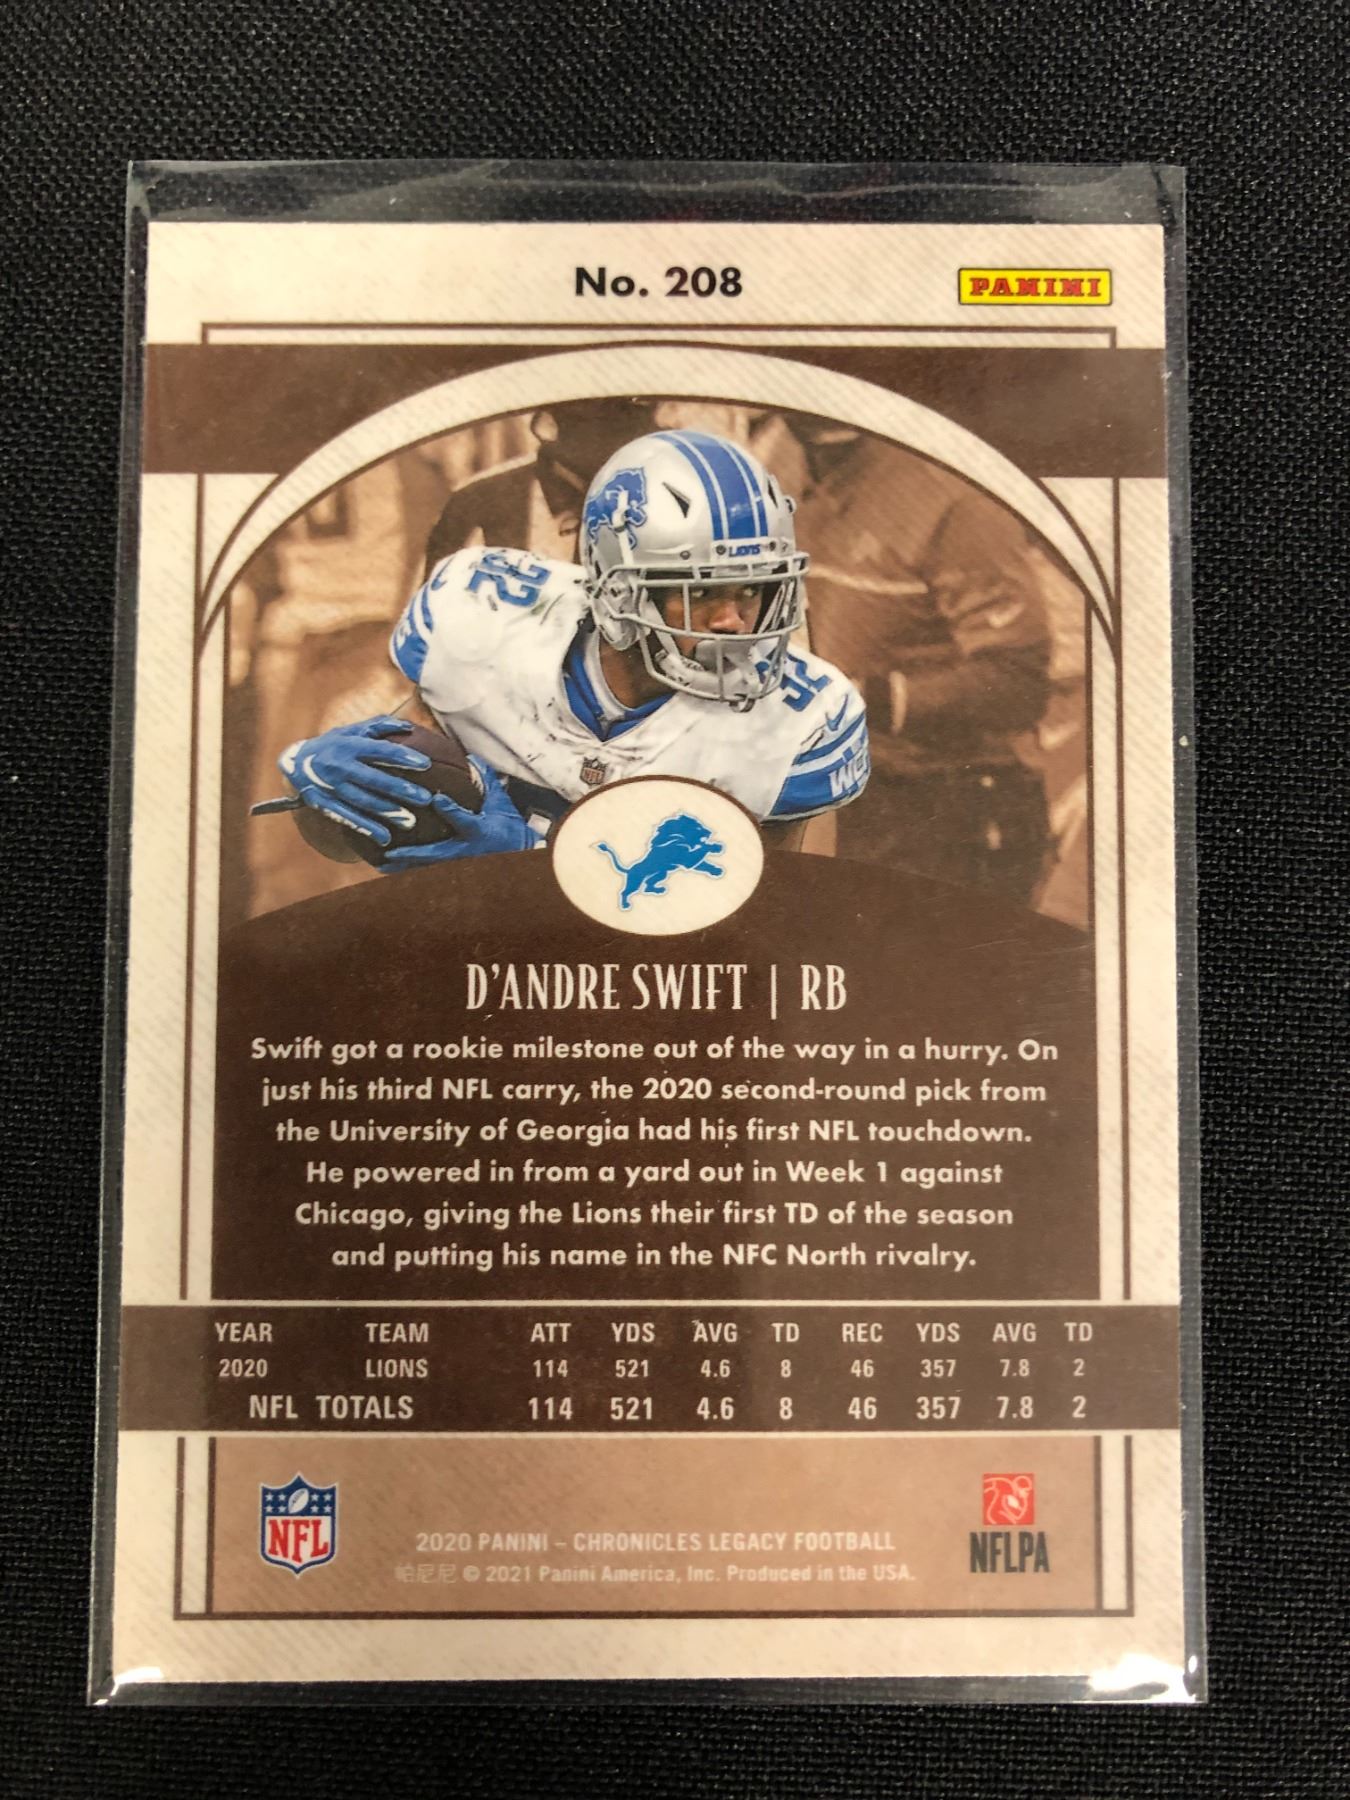 No. 208
PANINI
LIONS
32
32
NFL
D'ANDRE SWIFT | RB
Swift got a rookie milestone out of the way in a hurry. On
just his third NFL carry, the 2020 second-round pick from
the University of Georgia had his first NFL touchdown.
He powered in from a yard out in Week 1 against
Chicago, giving the Lions their first TD of the season
and putting his name in the NFC North rivalry.
YEAR TEAM ATT YDS AVG TD REC YDS AVG TD
2020 LIONS 114 521 4.6 8 46 357 7.8 2
NFL TOTALS 114 521 4.6 8 46 357 7.8 2
NFL
2020 PANINI – CHRONICLES LEGACY FOOTBALL
帕尼尼 © 2021 Panini America, Inc. Produced in the USA.
NFLPA